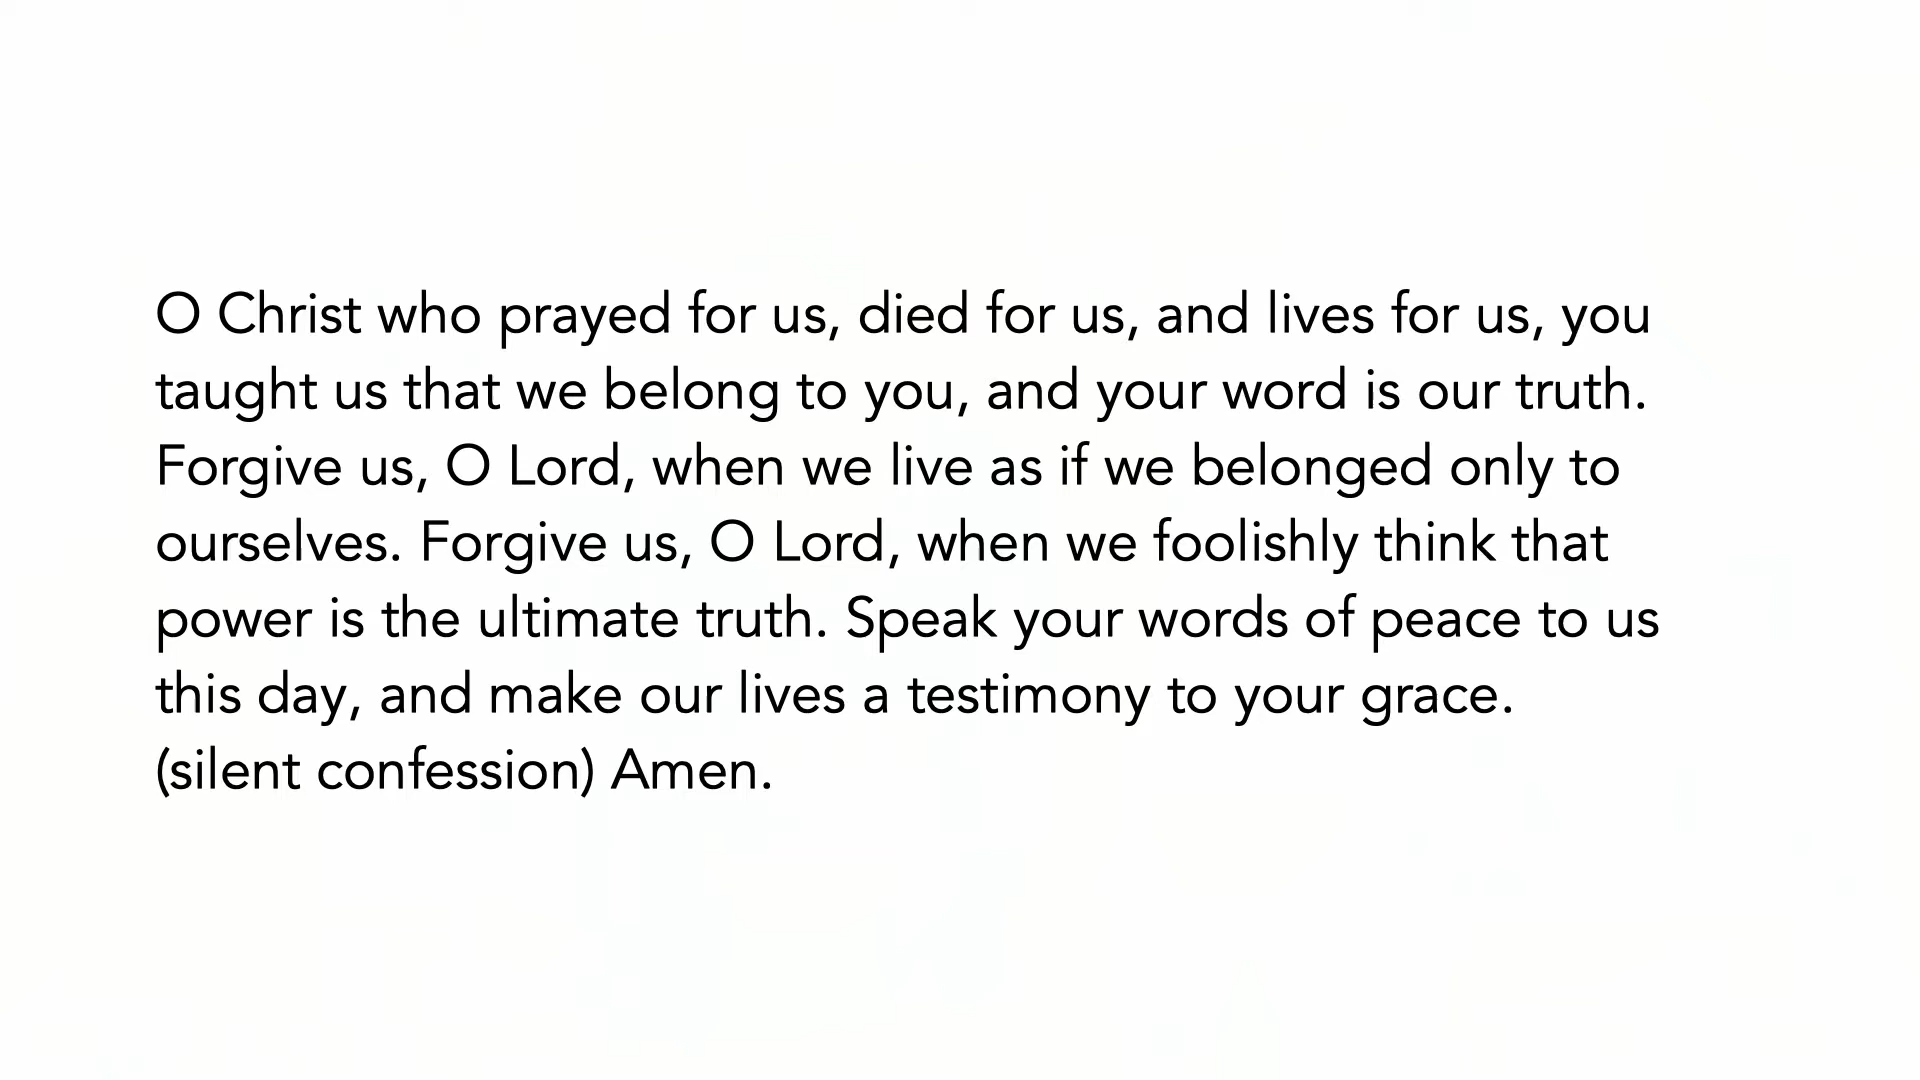 O Christ who prayed for us, died for us, and lives for us, you
taught us that we belong to you, and your word is our truth.
Forgive us, O Lord, when we live as if we belonged only to
ourselves. Forgive us, O Lord, when we foolishly think that
power is the ultimate truth. Speak your words of peace to us
this day, and make our lives a testimony to your grace.
(silent confession) Amen.